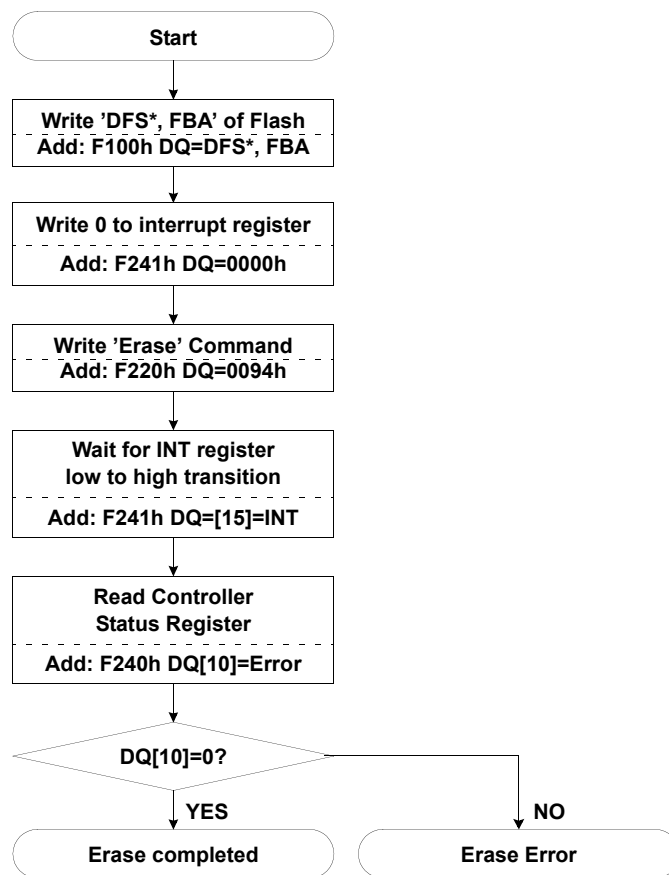 Start
Write ’DFS*, FBA’ of Flash
Add: F100h DQ=DFS*, FBA
Write 0 to interrupt register
Add: F241h DQ=0000h
Write ’Erase’ Command
Add: F220h DQ=0094h
Wait for INT register
low to high transition
Add: F241h DQ=[15]=INT
Read Controller
Status Register
Add: F240h DQ[10]=Error
DQ[10]=0?
YES
NO
Erase completed
Erase Error